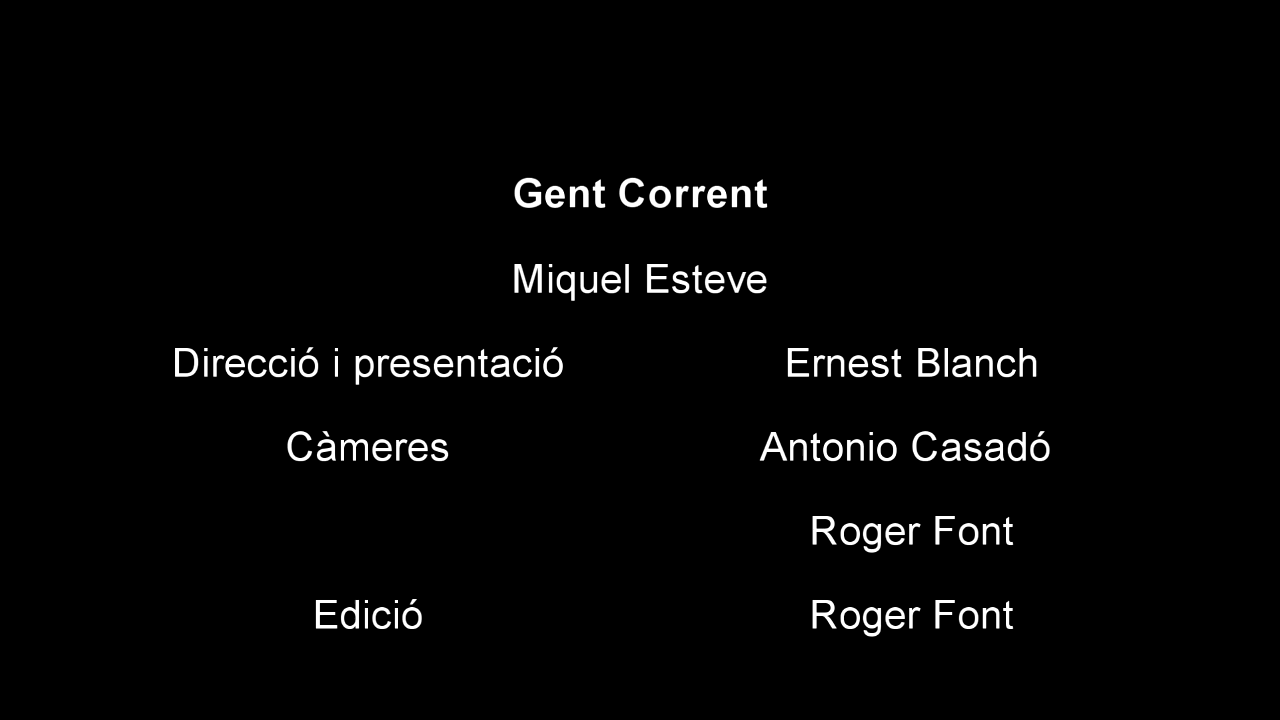 Gent Corrent
Miquel Esteve
Direcció i presentació Ernest Blanch
Càmeres Antonio Casadó
Roger Font
Edició Roger Font